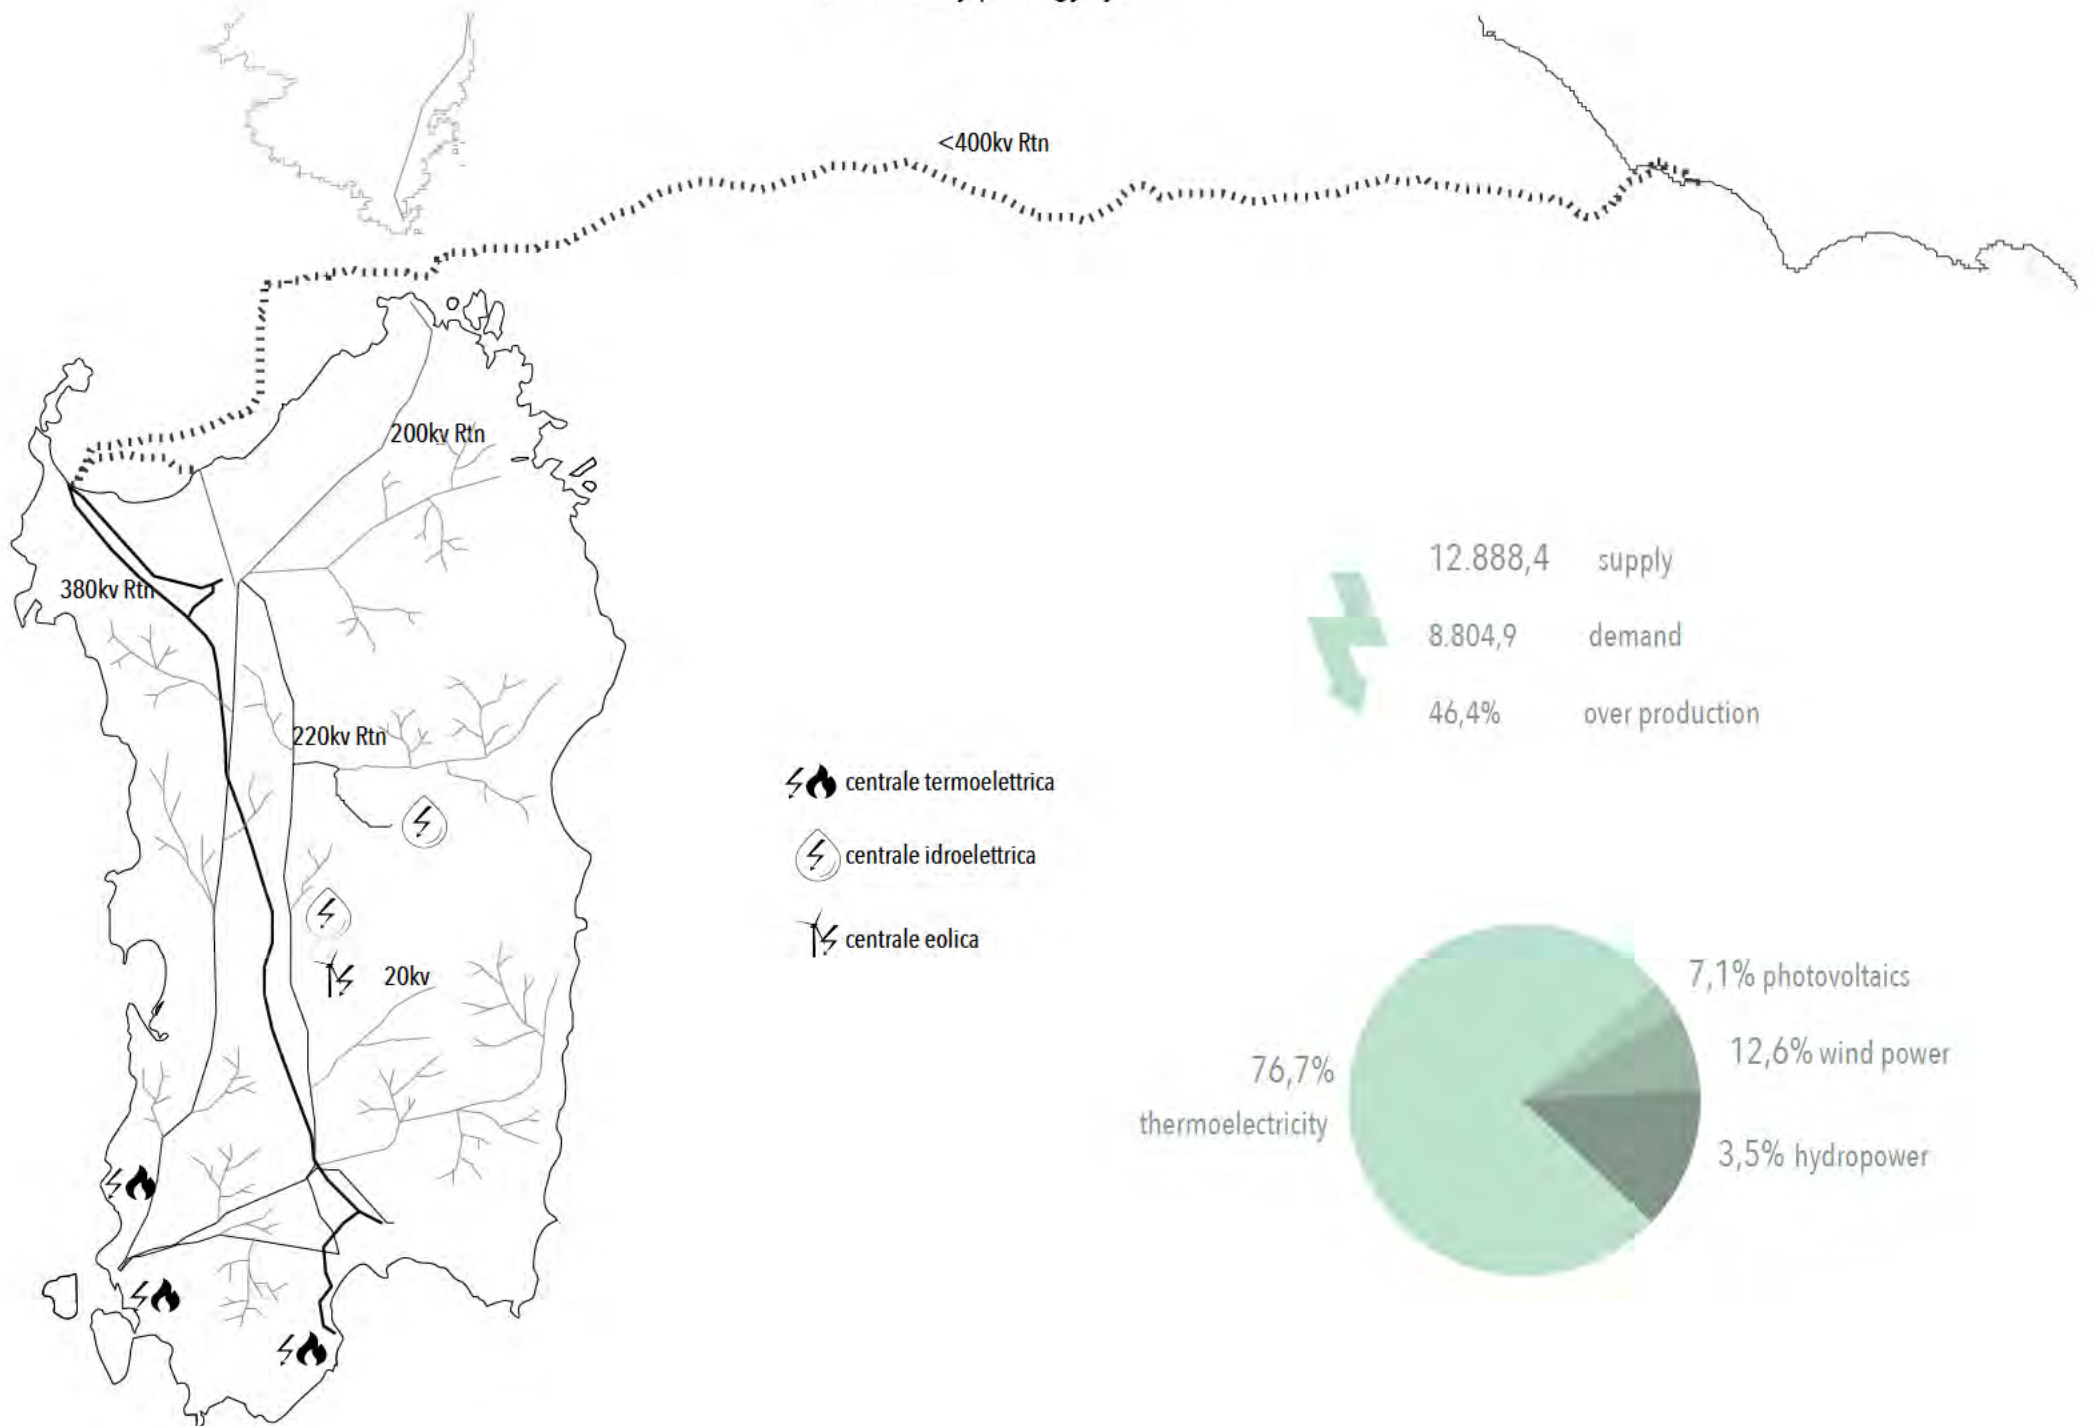 <400kv Rtn
200kv Rtn
380kv Rtn
220kv Rtn
20kv
centrale termoelettrica
centrale idroelettrica
centrale eolica
12.888,4 supply
8.804,9 demand
46,4% over production
7,1% photovoltaics
12,6% wind power
76,7%
thermoelectricity
3,5% hydropower